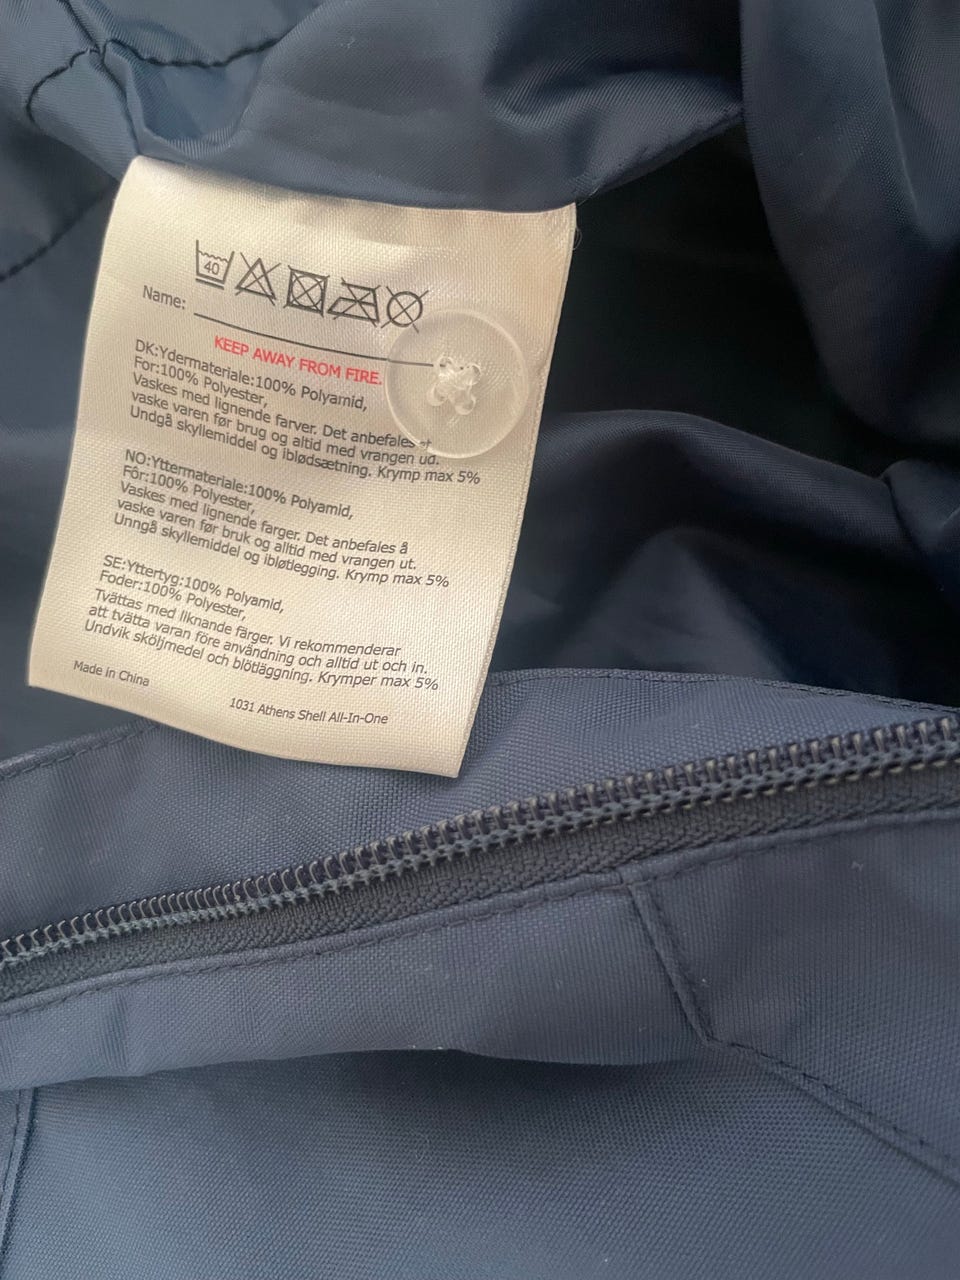 40
Name:
KEEP AWAY FROM FIRE.
DK:Ydermateriale:100% Polyamid,
For:100% Polyester,
Vaskes med lignende farver. Det anbefales at
vaske varen før brug og altid med vrangen ud.
Undgå skyllemiddel og iblødsætning. Krymp max 5%
NO:Yttermateriale:100% Polyamid,
Fôr:100% Polyester,
Vaskes med lignende farger. Det anbefales å
vaske varen før bruk og alltid med vrangen ut.
Unngå skyllemiddel og ibløtlegging. Krymp max 5%
SE:Yttertyg:100% Polyamid,
Foder:100% Polyester,
Tvättas med liknande färger. Vi rekommenderar
att tvätta varan före användning och alltid ut och in.
Undvik sköljmedel och blötläggning. Krymper max 5%
Made in China
1031 Athens Shell All-In-One